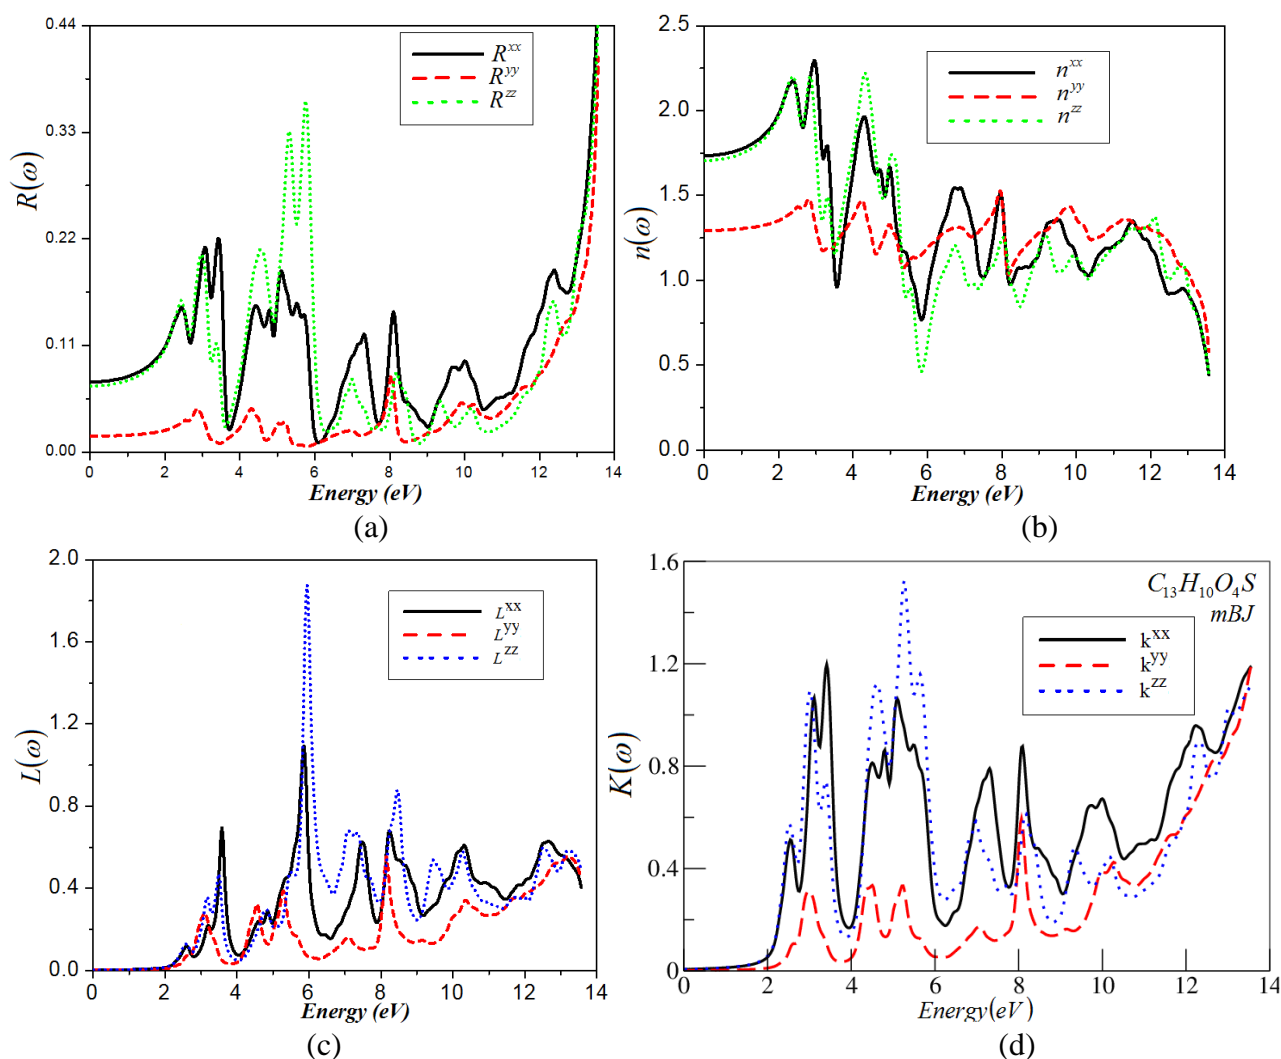 0.44
0.33
0.22
0.11
0.00
R(ω)
R^xx
R^yy
R^zz
0 2 4 6 8 10 12 14
Energy (eV)
(a)
2.5
2.0
1.5
1.0
0.5
0.0
n(ω)
n^xx
n^yy
n^zz
0 2 4 6 8 10 12 14
Energy (eV)
(b)
2.0
1.6
1.2
0.8
0.4
0.0
L(ω)
L^xx
L^yy
L^zz
0 2 4 6 8 10 12 14
Energy (eV)
(c)
1.6
1.2
0.8
0.4
0
K(ω)
C₁₃H₁₀O₄S
mBJ
k^xx
k^yy
k^zz
0 2 4 6 8 10 12 14
Energy(eV)
(d)